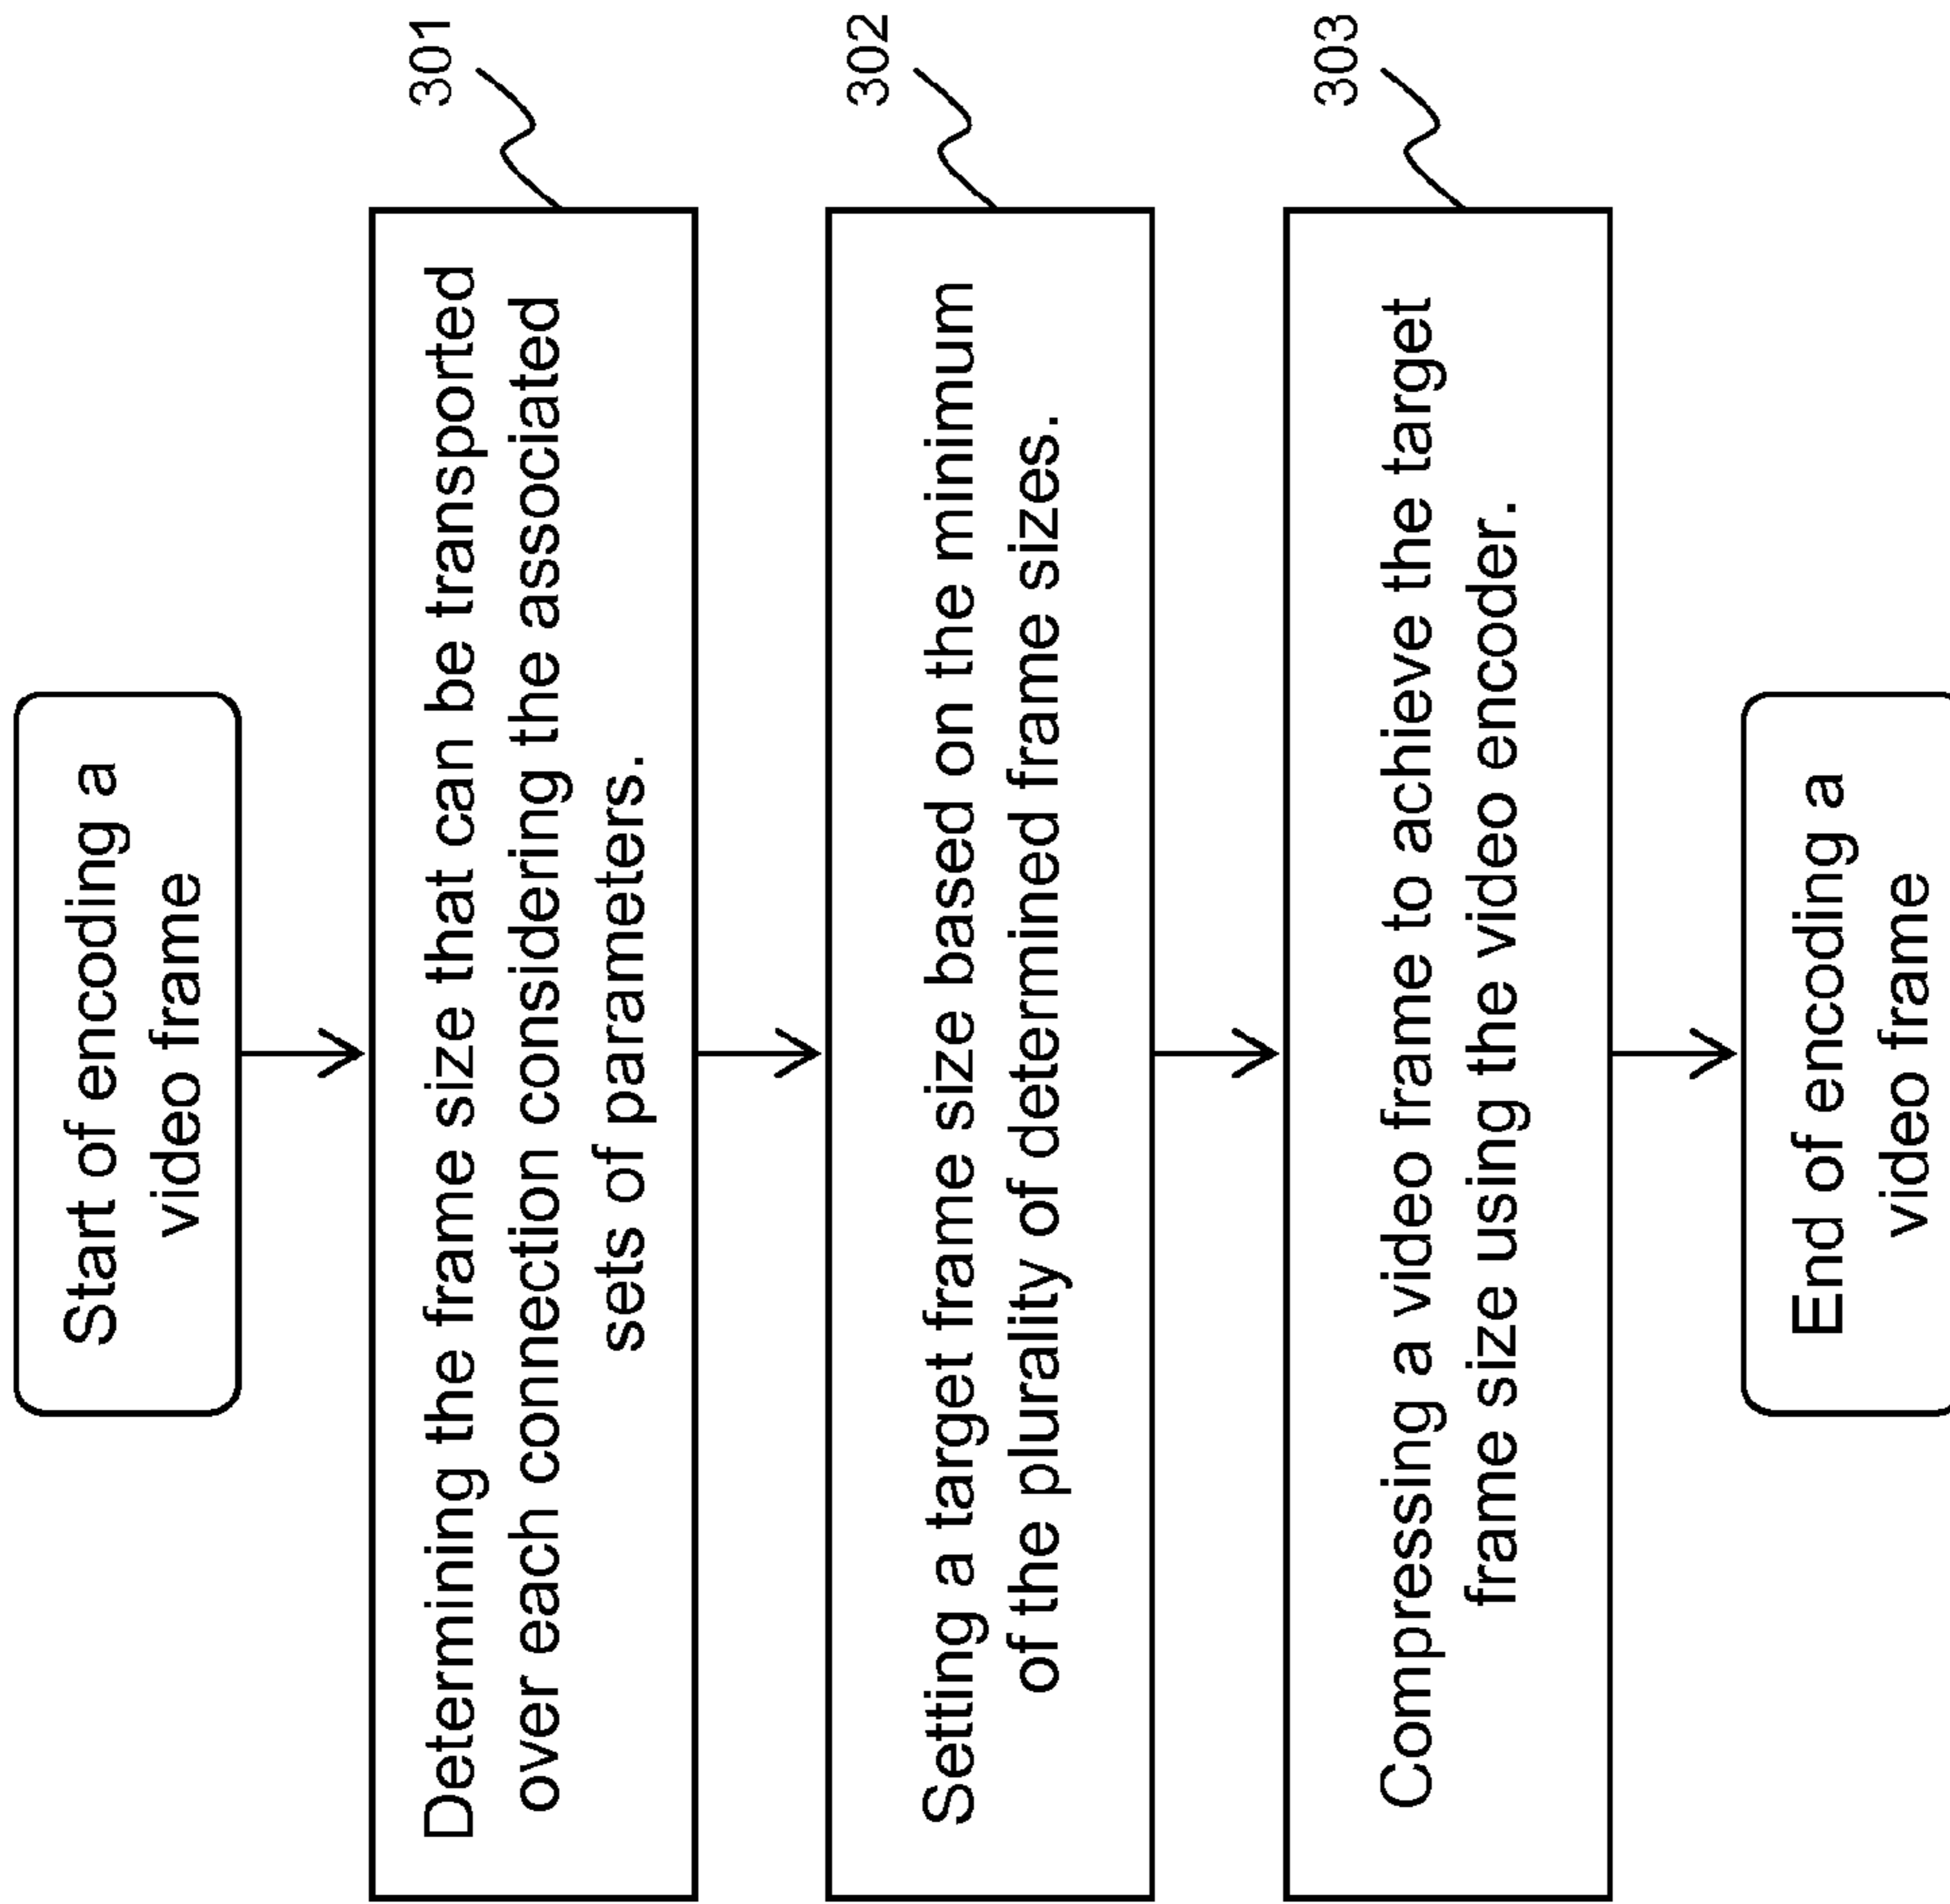 Start of encoding a
video frame
301
Determining the frame size that can be transported
over each connection considering the associated
sets of parameters.
302
Setting a target frame size based on the minimum
of the plurality of determined frame sizes.
303
Compressing a video frame to achieve the target
frame size using the video encoder.
End of encoding a
video frame